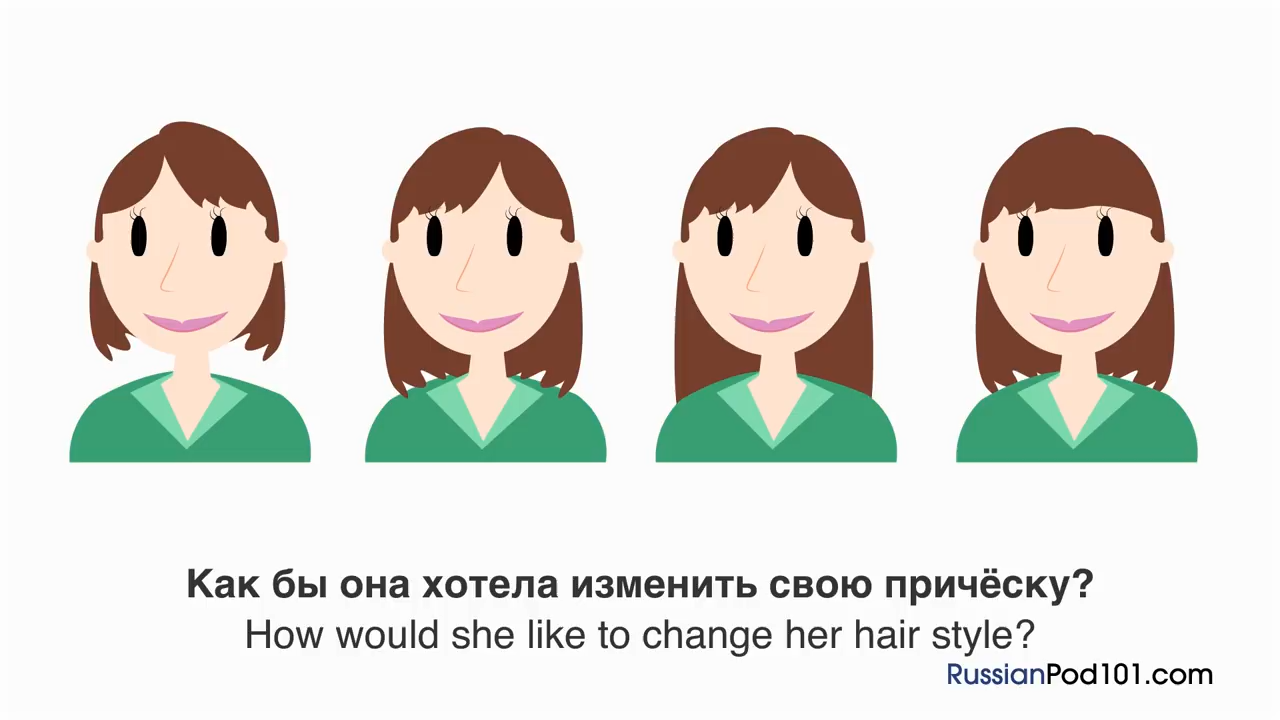 Как бы она хотела изменить свою причёску?
How would she like to change her hair style?
RussianPod101.com